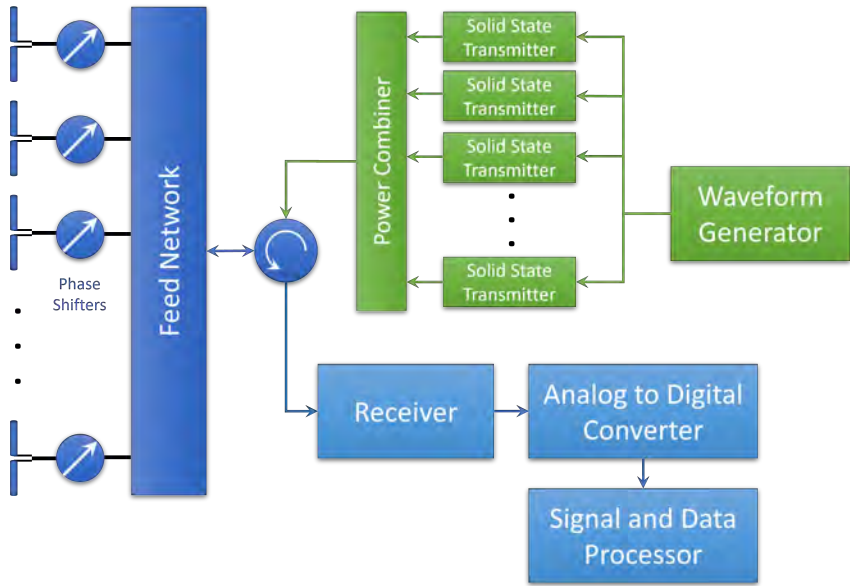 Solid State
Transmitter
Solid State
Transmitter
Solid State
Transmitter
Solid State
Transmitter
Power Combiner
Waveform
Generator
Feed Network
Phase
Shifters
Receiver
Analog to Digital
Converter
Signal and Data
Processor